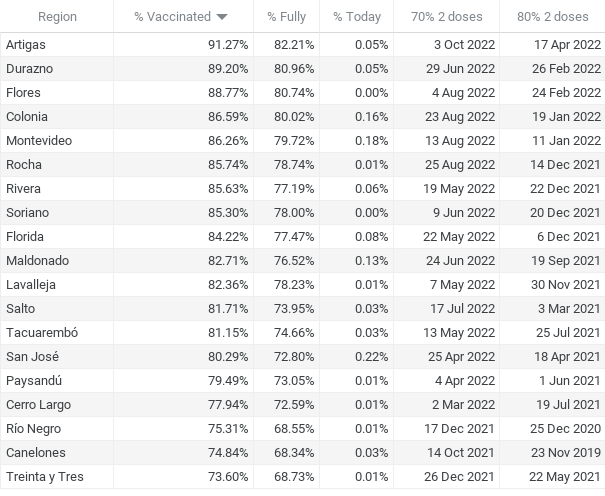 Region % Vaccinated % Fully % Today 70% 2 doses 80% 2 doses
Artigas 91.27% 82.21% 0.05% 3 Oct 2022 17 Apr 2022
Durazno 89.20% 80.96% 0.05% 29 Jun 2022 26 Feb 2022
Flores 88.77% 80.74% 0.00% 4 Aug 2022 24 Feb 2022
Colonia 86.59% 80.02% 0.16% 23 Aug 2022 19 Jan 2022
Montevideo 86.26% 79.72% 0.18% 13 Aug 2022 11 Jan 2022
Rocha 85.74% 78.74% 0.01% 25 Aug 2022 14 Dec 2021
Rivera 85.63% 77.19% 0.06% 19 May 2022 22 Dec 2021
Soriano 85.30% 78.00% 0.00% 9 Jun 2022 20 Dec 2021
Florida 84.22% 77.47% 0.08% 22 May 2022 6 Dec 2021
Maldonado 82.71% 76.52% 0.13% 24 Jun 2022 19 Sep 2021
Lavalleja 82.36% 78.23% 0.01% 7 May 2022 30 Nov 2021
Salto 81.71% 73.95% 0.03% 17 Jul 2022 3 Mar 2021
Tacuarembó 81.15% 74.66% 0.03% 13 May 2022 25 Jul 2021
San José 80.29% 72.80% 0.22% 25 Apr 2022 18 Apr 2021
Paysandú 79.49% 73.05% 0.01% 4 Apr 2022 1 Jun 2021
Cerro Largo 77.94% 72.59% 0.01% 2 Mar 2022 19 Jul 2021
Río Negro 75.31% 68.55% 0.01% 17 Dec 2021 25 Dec 2020
Canelones 74.84% 68.34% 0.03% 14 Oct 2021 23 Nov 2019
Treinta y Tres 73.60% 68.73% 0.01% 26 Dec 2021 22 May 2021